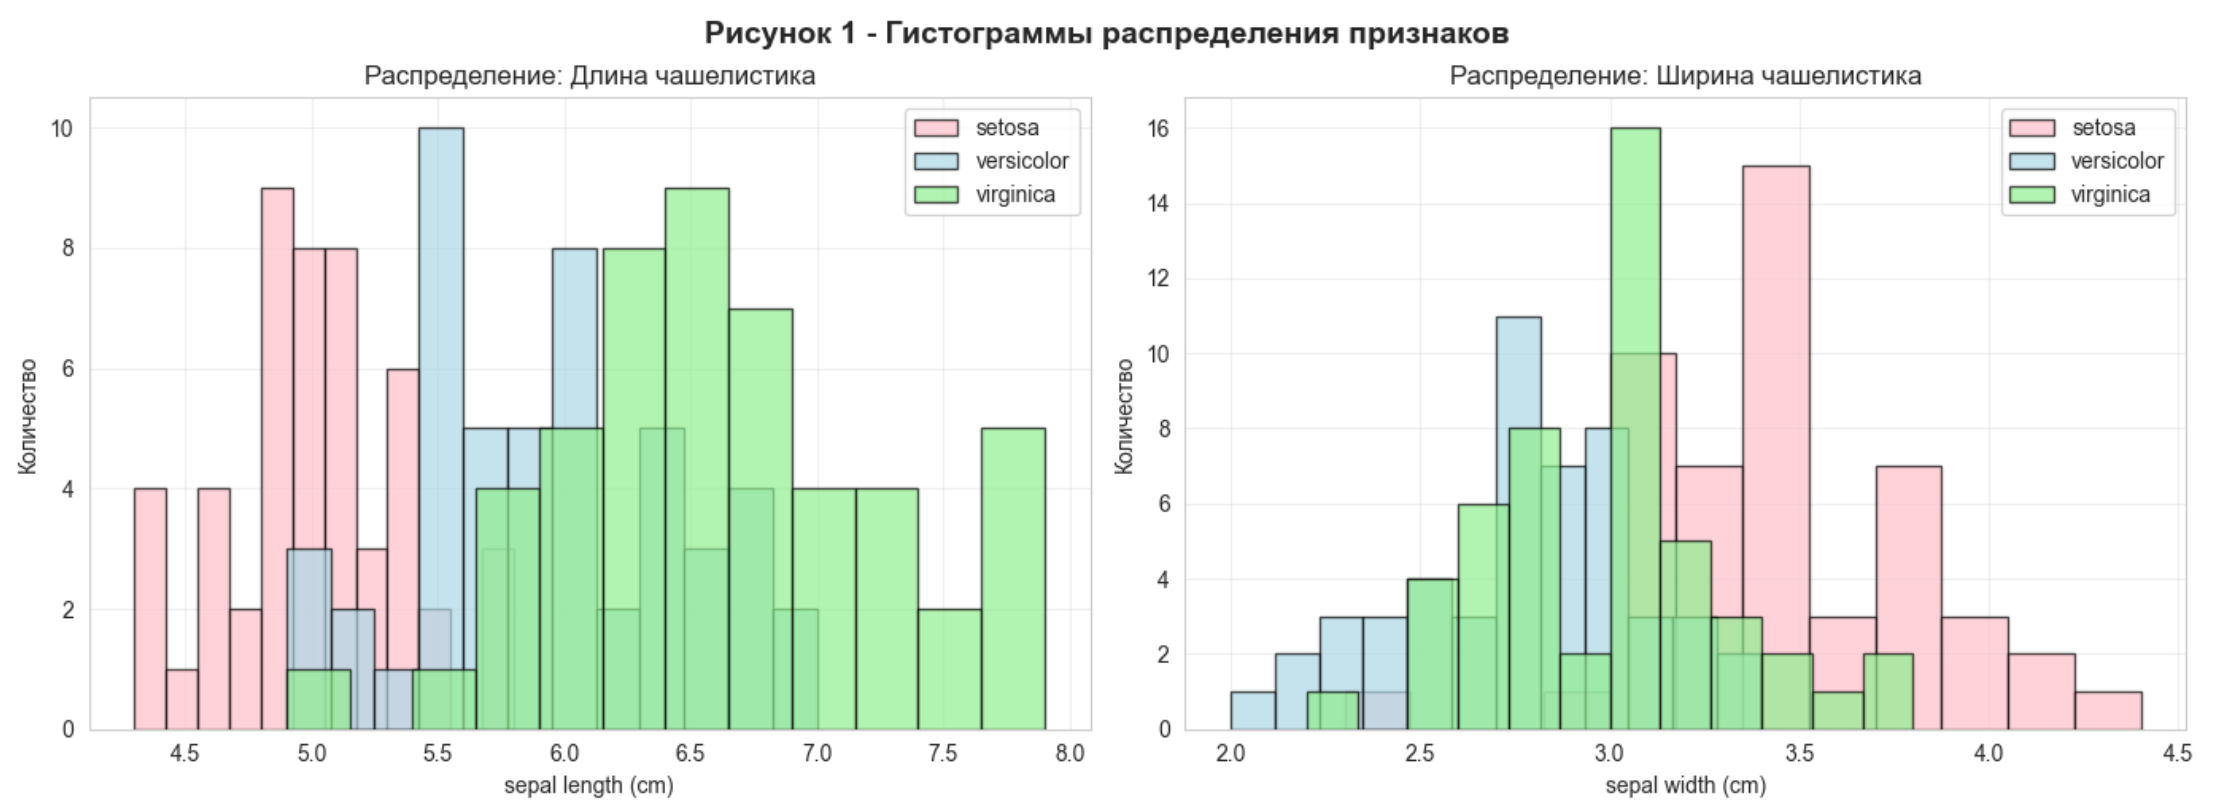 Рисунок 1 - Гистограммы распределения признаков
Распределение: Длина чашелистика
Количество
10
8
6
4
2
0
4.5 5.0 5.5 6.0 6.5 7.0 7.5 8.0
sepal length (cm)
setosa
versicolor
virginica
Распределение: Ширина чашелистика
Количество
16
14
12
10
8
6
4
2
0
2.0 2.5 3.0 3.5 4.0 4.5
sepal width (cm)
setosa
versicolor
virginica